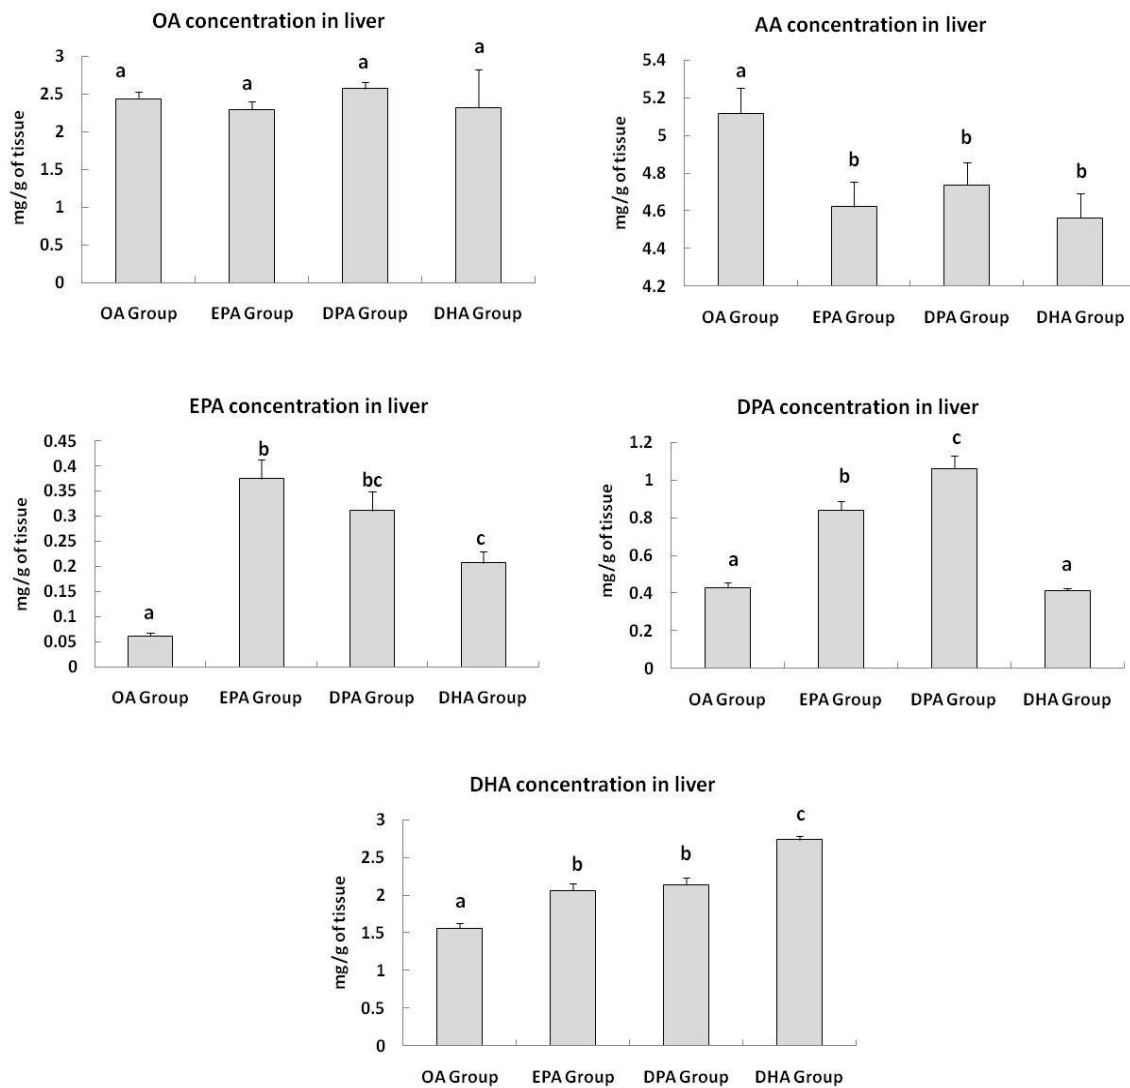 OA concentration in liver
mg/g of tissue
3
2.5
2
1.5
1
0.5
0
a
a
a
a
OA Group EPA Group DPA Group DHA Group
AA concentration in liver
mg/g of tissue
5.4
5.2
5
4.8
4.6
4.4
4.2
a
b
b
b
OA Group EPA Group DPA Group DHA Group
EPA concentration in liver
mg/g of tissue
0.45
0.4
0.35
0.3
0.25
0.2
0.15
0.1
0.05
0
a
b
bc
c
OA Group EPA Group DPA Group DHA Group
DPA concentration in liver
mg/g of tissue
1.2
1
0.8
0.6
0.4
0.2
0
a
b
c
a
OA Group EPA Group DPA Group DHA Group
DHA concentration in liver
mg/g of tissue
3
2.5
2
1.5
1
0.5
0
a
b
b
c
OA Group EPA Group DPA Group DHA Group